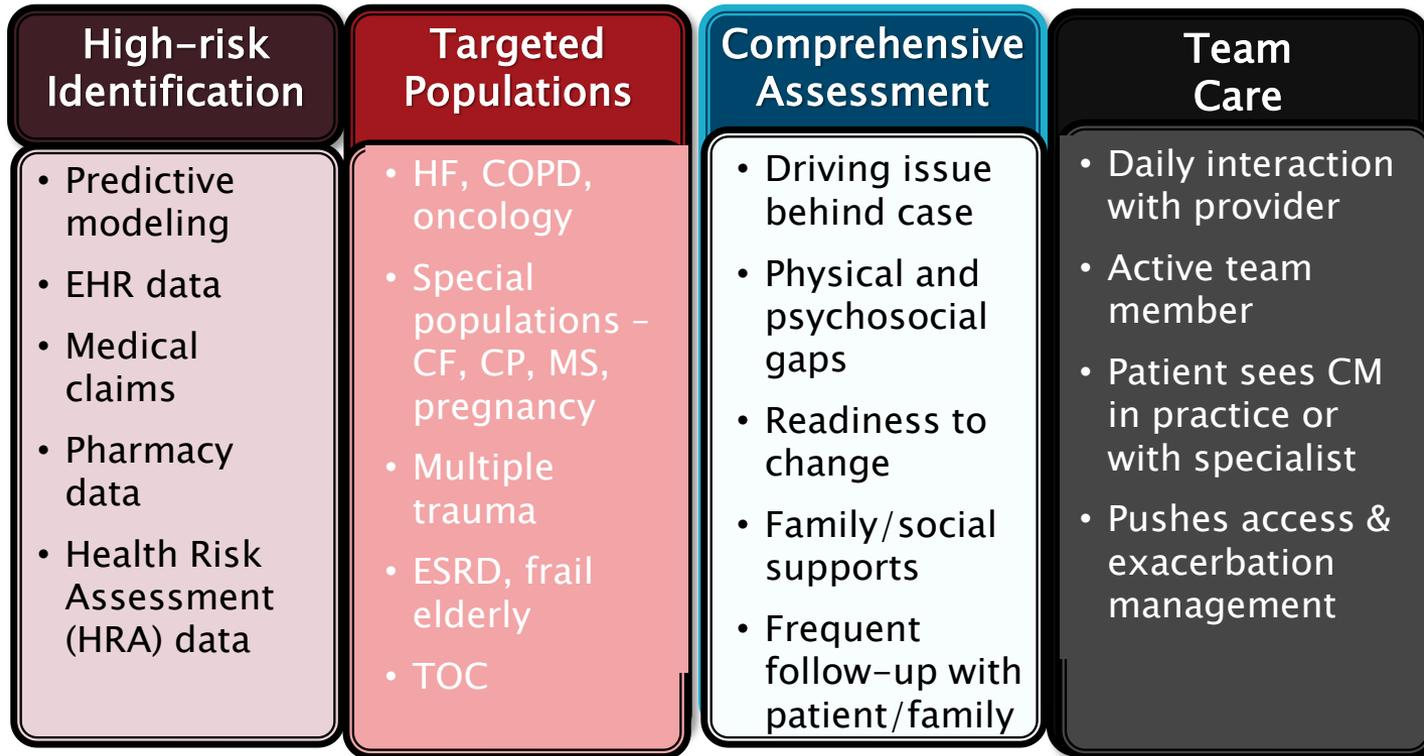 High-risk
Identification
• Predictive
modeling
• EHR data
• Medical
claims
• Pharmacy
data
• Health Risk
Assessment
(HRA) data
Targeted
Populations
• HF, COPD,
oncology
• Special
populations –
CF, CP, MS,
pregnancy
• Multiple
trauma
• ESRD, frail
elderly
• TOC
Comprehensive
Assessment
• Driving issue
behind case
• Physical and
psychosocial
gaps
• Readiness to
change
• Family/social
supports
• Frequent
follow-up with
patient/family
Team
Care
• Daily interaction
with provider
• Active team
member
• Patient sees CM
in practice or
with specialist
• Pushes access &
exacerbation
management